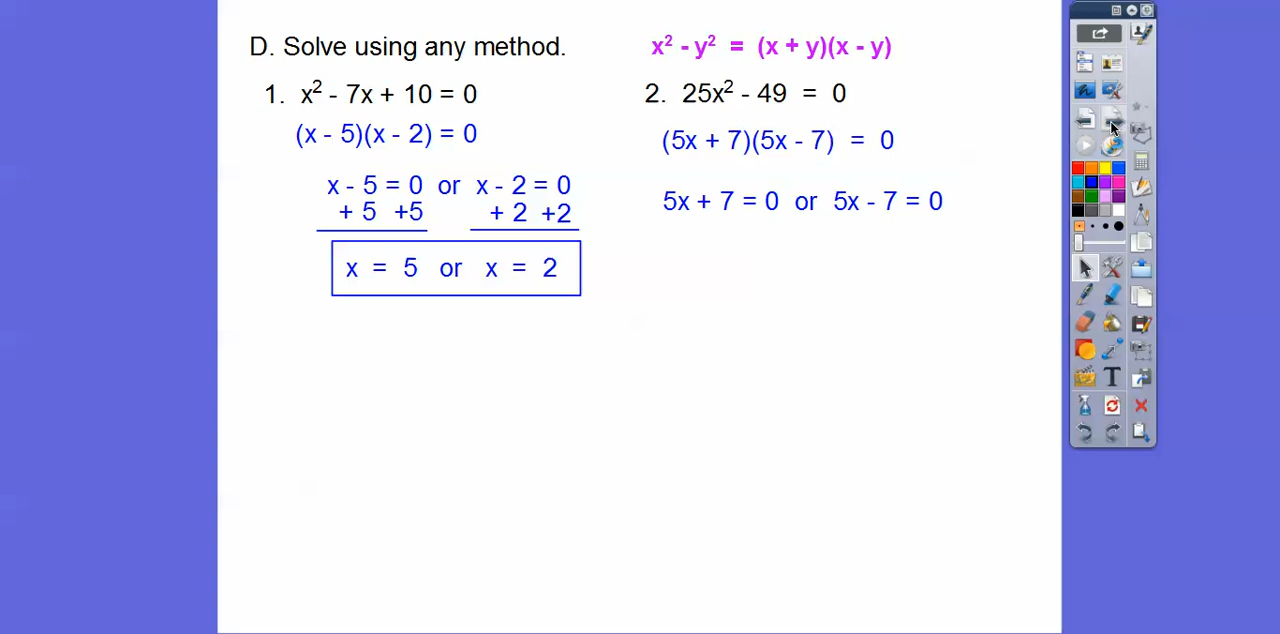 D. Solve using any method.
x² - y² = (x + y)(x - y)
1. x² - 7x + 10 = 0
(x - 5)(x - 2) = 0
x - 5 = 0 or x - 2 = 0
+ 5 +5 + 2 +2
x = 5 or x = 2
2. 25x² - 49 = 0
(5x + 7)(5x - 7) = 0
5x + 7 = 0 or 5x - 7 = 0
T